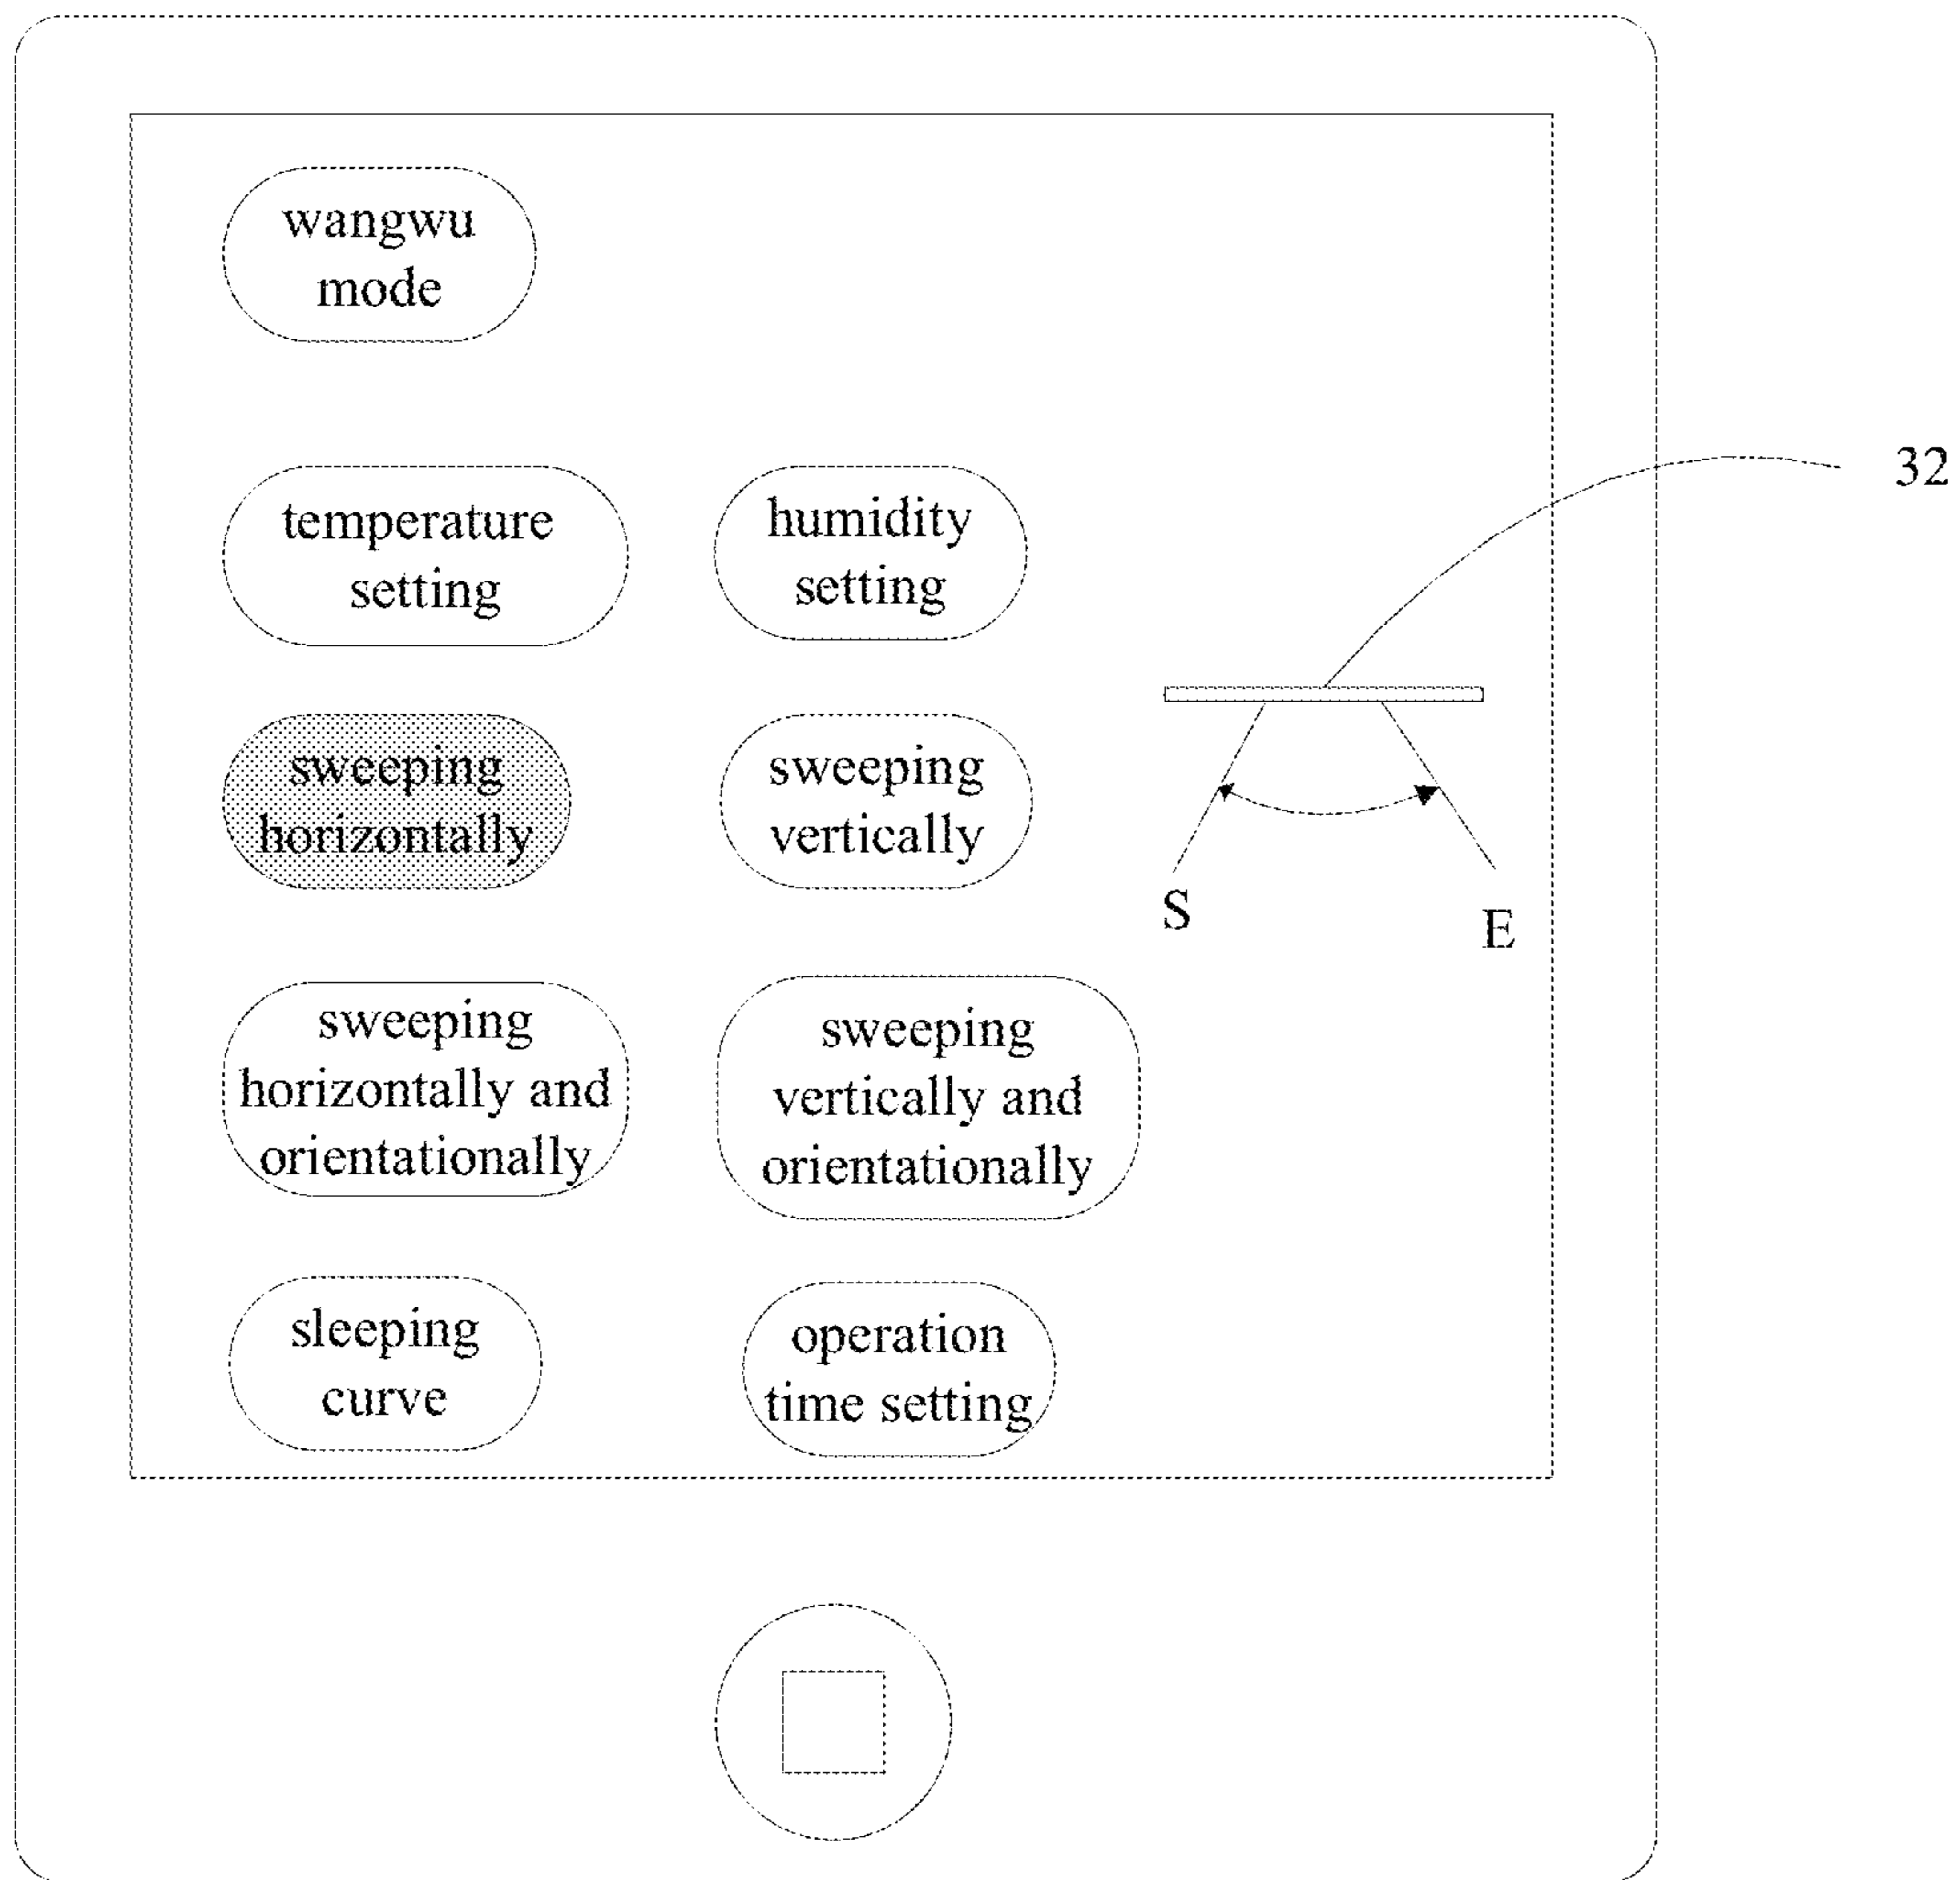 wangwu
mode
temperature
setting
humidity
setting
32
sweeping
horizontally
sweeping
vertically
S
E
sweeping
horizontally and
orientationally
sweeping
vertically and
orientationally
sleeping
curve
operation
time setting